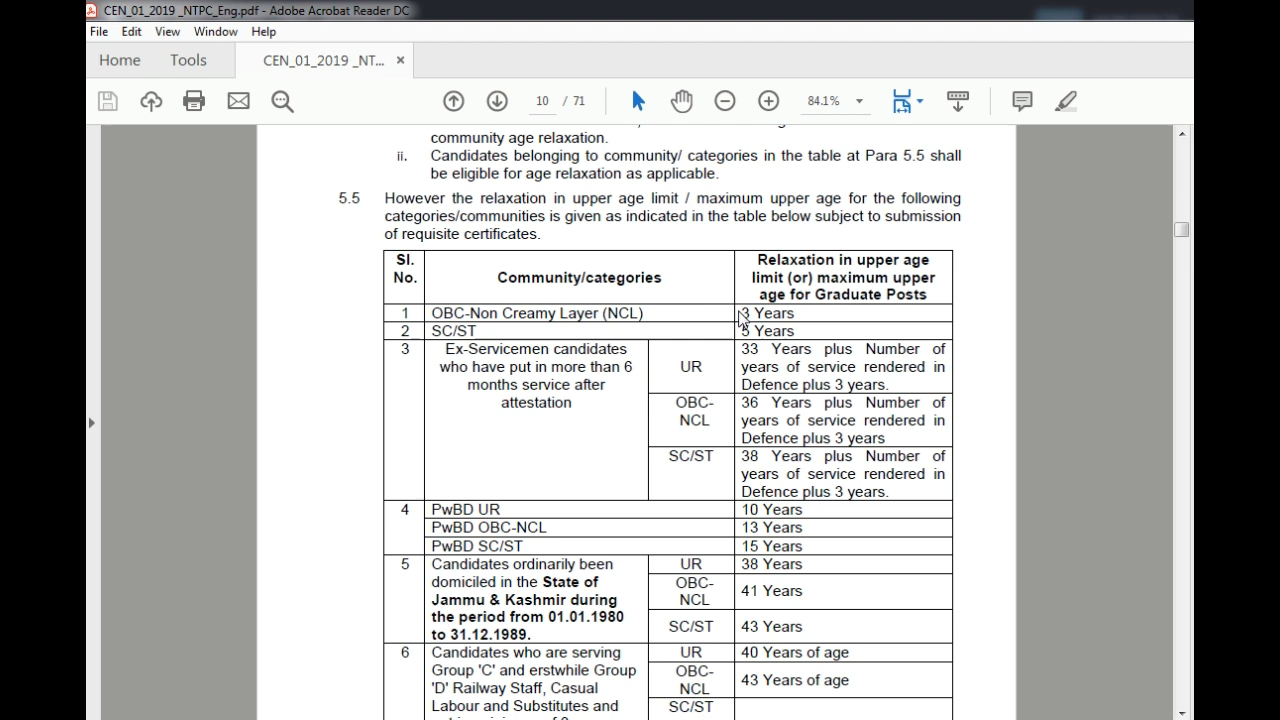 CEN_01_2019 _NTPC_Eng.pdf - Adobe Acrobat Reader DC
File Edit View Window Help
Home Tools CEN_01_2019 _NT... ×
10 / 71 84.1%
community age relaxation.
ii. Candidates belonging to community/ categories in the table at Para 5.5 shall
be eligible for age relaxation as applicable.
5.5 However the relaxation in upper age limit / maximum upper age for the following
categories/communities is given as indicated in the table below subject to submission
of requisite certificates.
Sl.
No.
Community/categories
Relaxation in upper age
limit (or) maximum upper
age for Graduate Posts
1 OBC-Non Creamy Layer (NCL) 3 Years
2 SC/ST 5 Years
3 Ex-Servicemen candidates
who have put in more than 6
months service after
attestation
UR
33 Years plus Number of
years of service rendered in
Defence plus 3 years.
OBC-
NCL
36 Years plus Number of
years of service rendered in
Defence plus 3 years
SC/ST
38 Years plus Number of
years of service rendered in
Defence plus 3 years.
4 PwBD UR 10 Years
PwBD OBC-NCL 13 Years
PwBD SC/ST 15 Years
5 Candidates ordinarily been
domiciled in the State of
Jammu & Kashmir during
the period from 01.01.1980
to 31.12.1989.
UR 38 Years
OBC-
NCL
41 Years
SC/ST 43 Years
6 Candidates who are serving
Group 'C' and erstwhile Group
'D' Railway Staff, Casual
Labour and Substitutes and
UR 40 Years of age
OBC-
NCL
43 Years of age
SC/ST